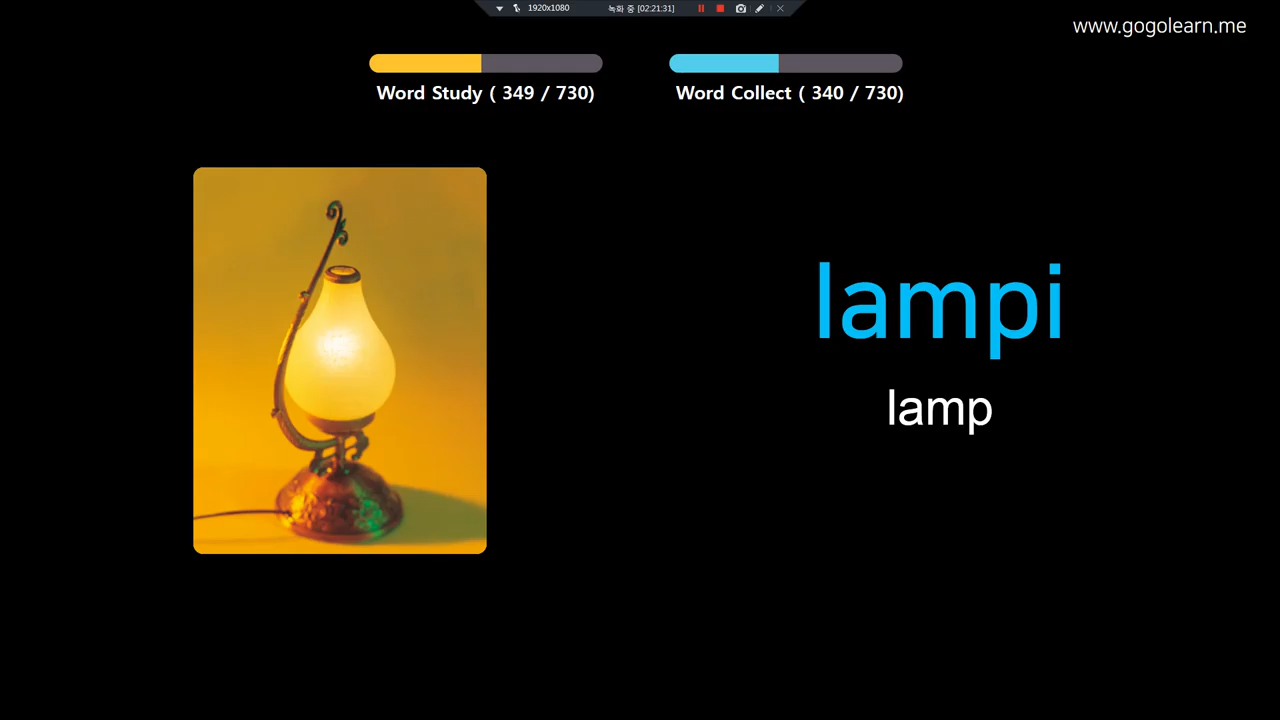 1920x1080 녹화 중 [02:21:31]
www.gogolearn.me
Word Study ( 349 / 730)
Word Collect ( 340 / 730)
lampi
lamp